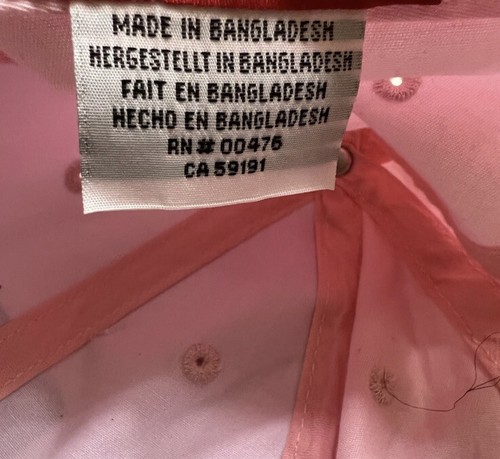 MADE IN BANGLADESH
HERGESTELLT IN BANGLADESH
FAIT EN BANGLADESH
HECHO EN BANGLADESH
RN # 00476
CA 59191